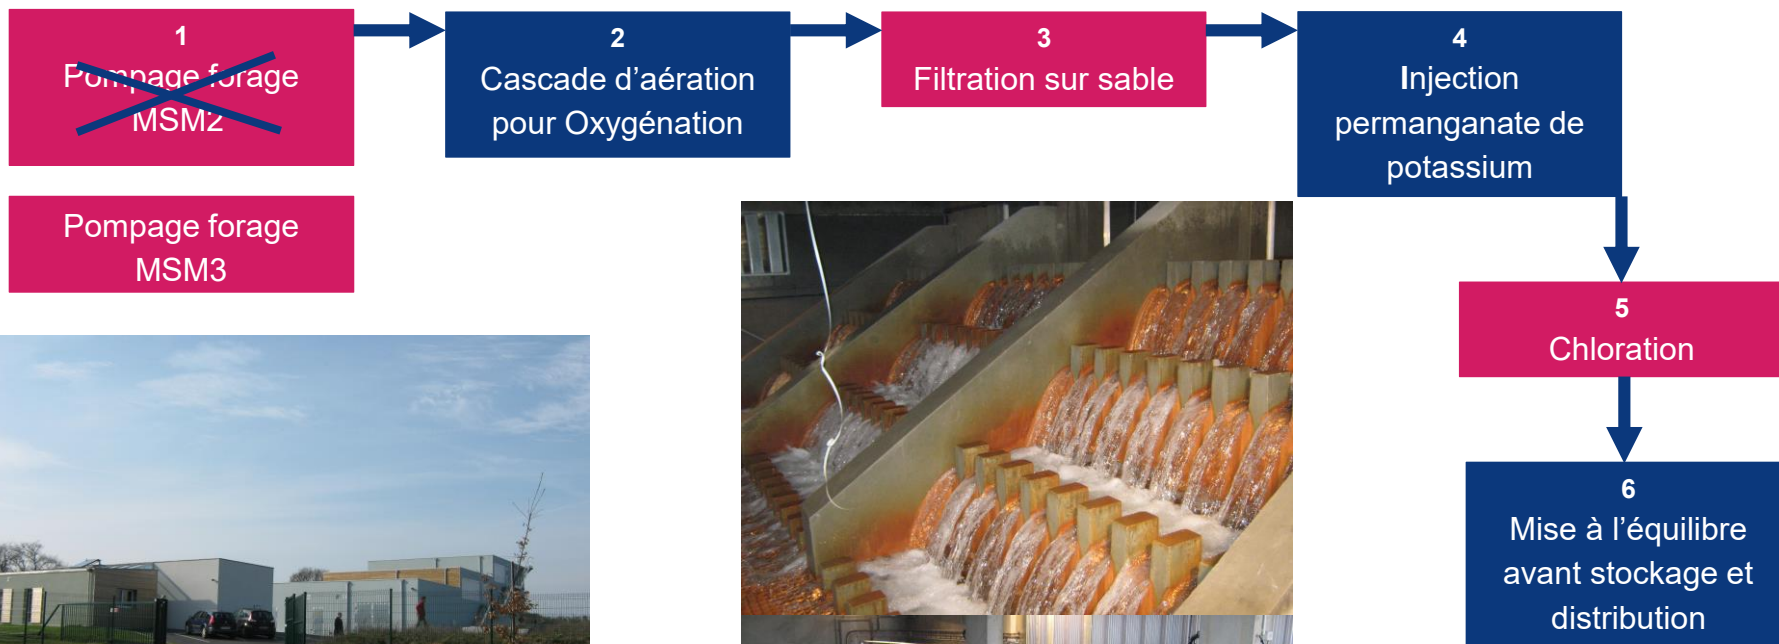 1
Pompage forage
MSM2
Pompage forage
MSM3
2
Cascade d’aération
pour Oxygénation
3
Filtration sur sable
4
Injection
permanganate de
potassium
5
Chloration
6
Mise à l’équilibre
avant stockage et
distribution